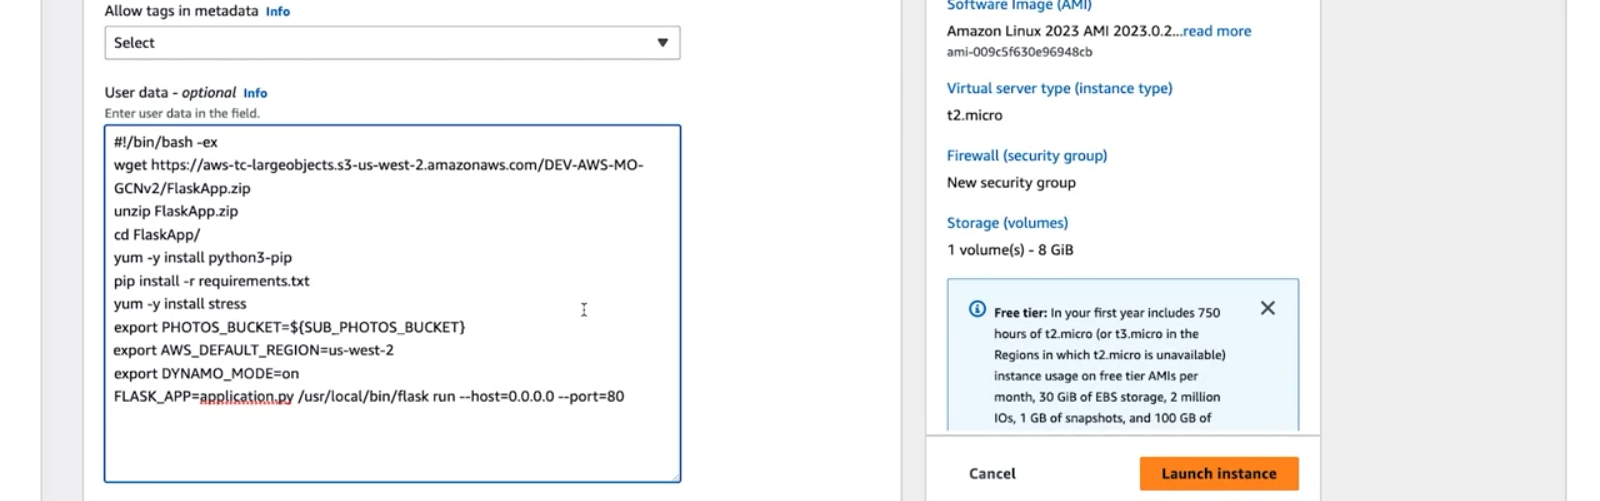 Allow tags in metadata Info
Select
User data - optional Info
Enter user data in the field.
#!/bin/bash -ex
wget https://aws-tc-largeobjects.s3-us-west-2.amazonaws.com/DEV-AWS-MO-
GCNv2/FlaskApp.zip
unzip FlaskApp.zip
cd FlaskApp/
yum -y install python3-pip
pip install -r requirements.txt
yum -y install stress
export PHOTOS_BUCKET=${SUB_PHOTOS_BUCKET}
export AWS_DEFAULT_REGION=us-west-2
export DYNAMO_MODE=on
FLASK_APP=application.py /usr/local/bin/flask run --host=0.0.0.0 --port=80
Software Image (AMI)
Amazon Linux 2023 AMI 2023.0.2...read more
ami-009c5f630e96948cb
Virtual server type (instance type)
t2.micro
Firewall (security group)
New security group
Storage (volumes)
1 volume(s) - 8 GiB
Free tier: In your first year includes 750
hours of t2.micro (or t3.micro in the
Regions in which t2.micro is unavailable)
instance usage on free tier AMIs per
month, 30 GiB of EBS storage, 2 million
IOs, 1 GB of snapshots, and 100 GB of
Cancel
Launch instance